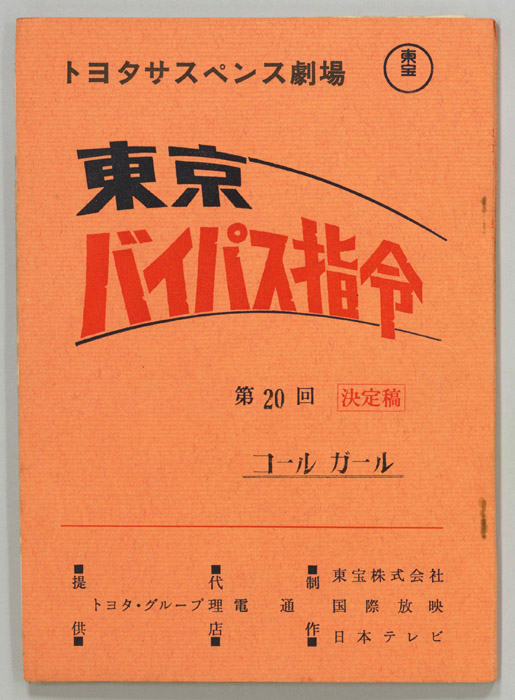 トヨタサスペンス劇場
東宝
東京
バイパス指令
第20回 決定稿
コールガール
■提供■ トヨタ・グループ
■代理店■ 電通
■制作■ 東宝株式会社
国際放映
日本テレビ